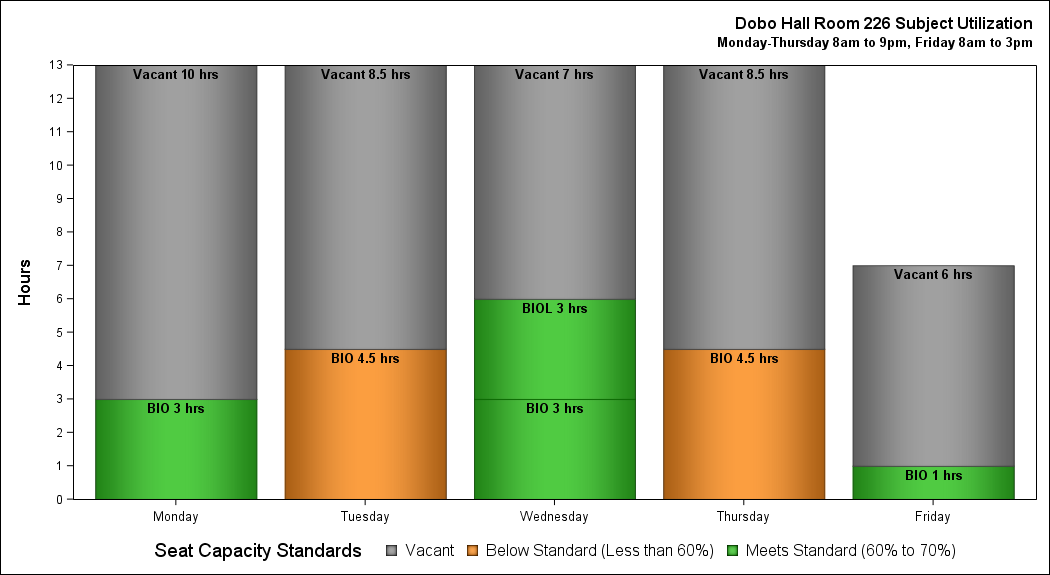 Dobo Hall Room 226 Subject Utilization
Monday-Thursday 8am to 9pm, Friday 8am to 3pm
Hours
13
12
11
10
9
8
7
6
5
4
3
2
1
0
Vacant 10 hrs
BIO 3 hrs
Vacant 8.5 hrs
BIO 4.5 hrs
Vacant 7 hrs
BIOL 3 hrs
BIO 3 hrs
Vacant 8.5 hrs
BIO 4.5 hrs
Vacant 6 hrs
BIO 1 hrs
Monday Tuesday Wednesday Thursday Friday
Seat Capacity Standards Vacant Below Standard (Less than 60%) Meets Standard (60% to 70%)